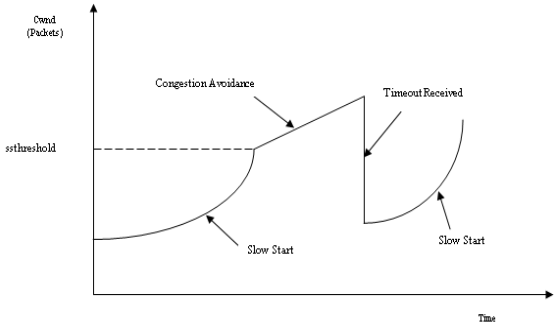 Cwnd
(Packets)
Congestion Avoidance
Timeout Received
ssthreshold
Slow Start
Slow Start
Time